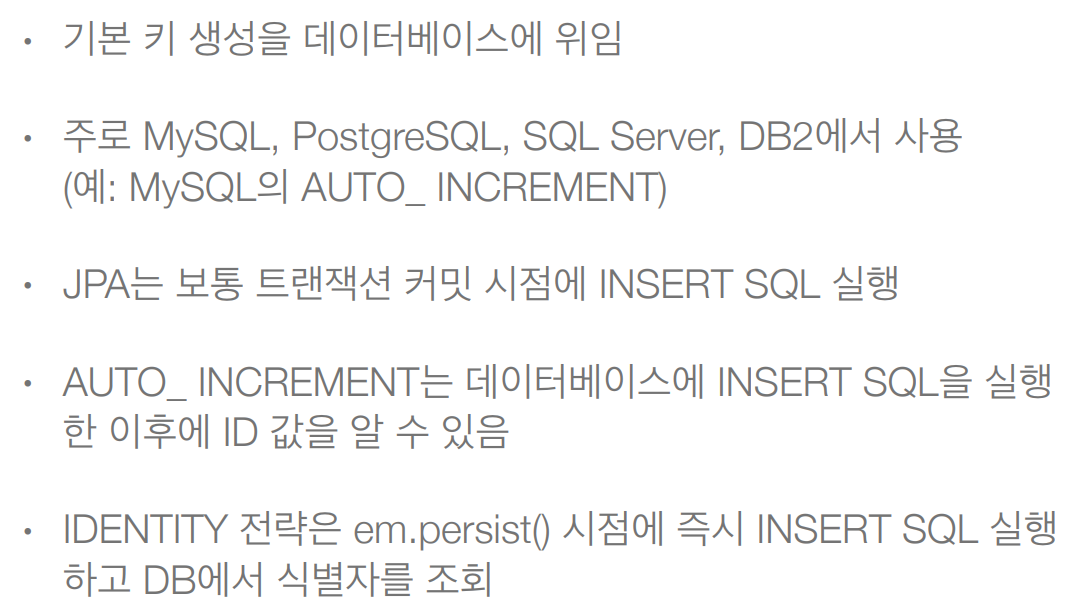 • 기본 키 생성을 데이터베이스에 위임
• 주로 MySQL, PostgreSQL, SQL Server, DB2에서 사용
(예: MySQL의 AUTO_ INCREMENT)
• JPA는 보통 트랜잭션 커밋 시점에 INSERT SQL 실행
• AUTO_ INCREMENT는 데이터베이스에 INSERT SQL을 실행
한 이후에 ID 값을 알 수 있음
• IDENTITY 전략은 em.persist() 시점에 즉시 INSERT SQL 실행
하고 DB에서 식별자를 조회